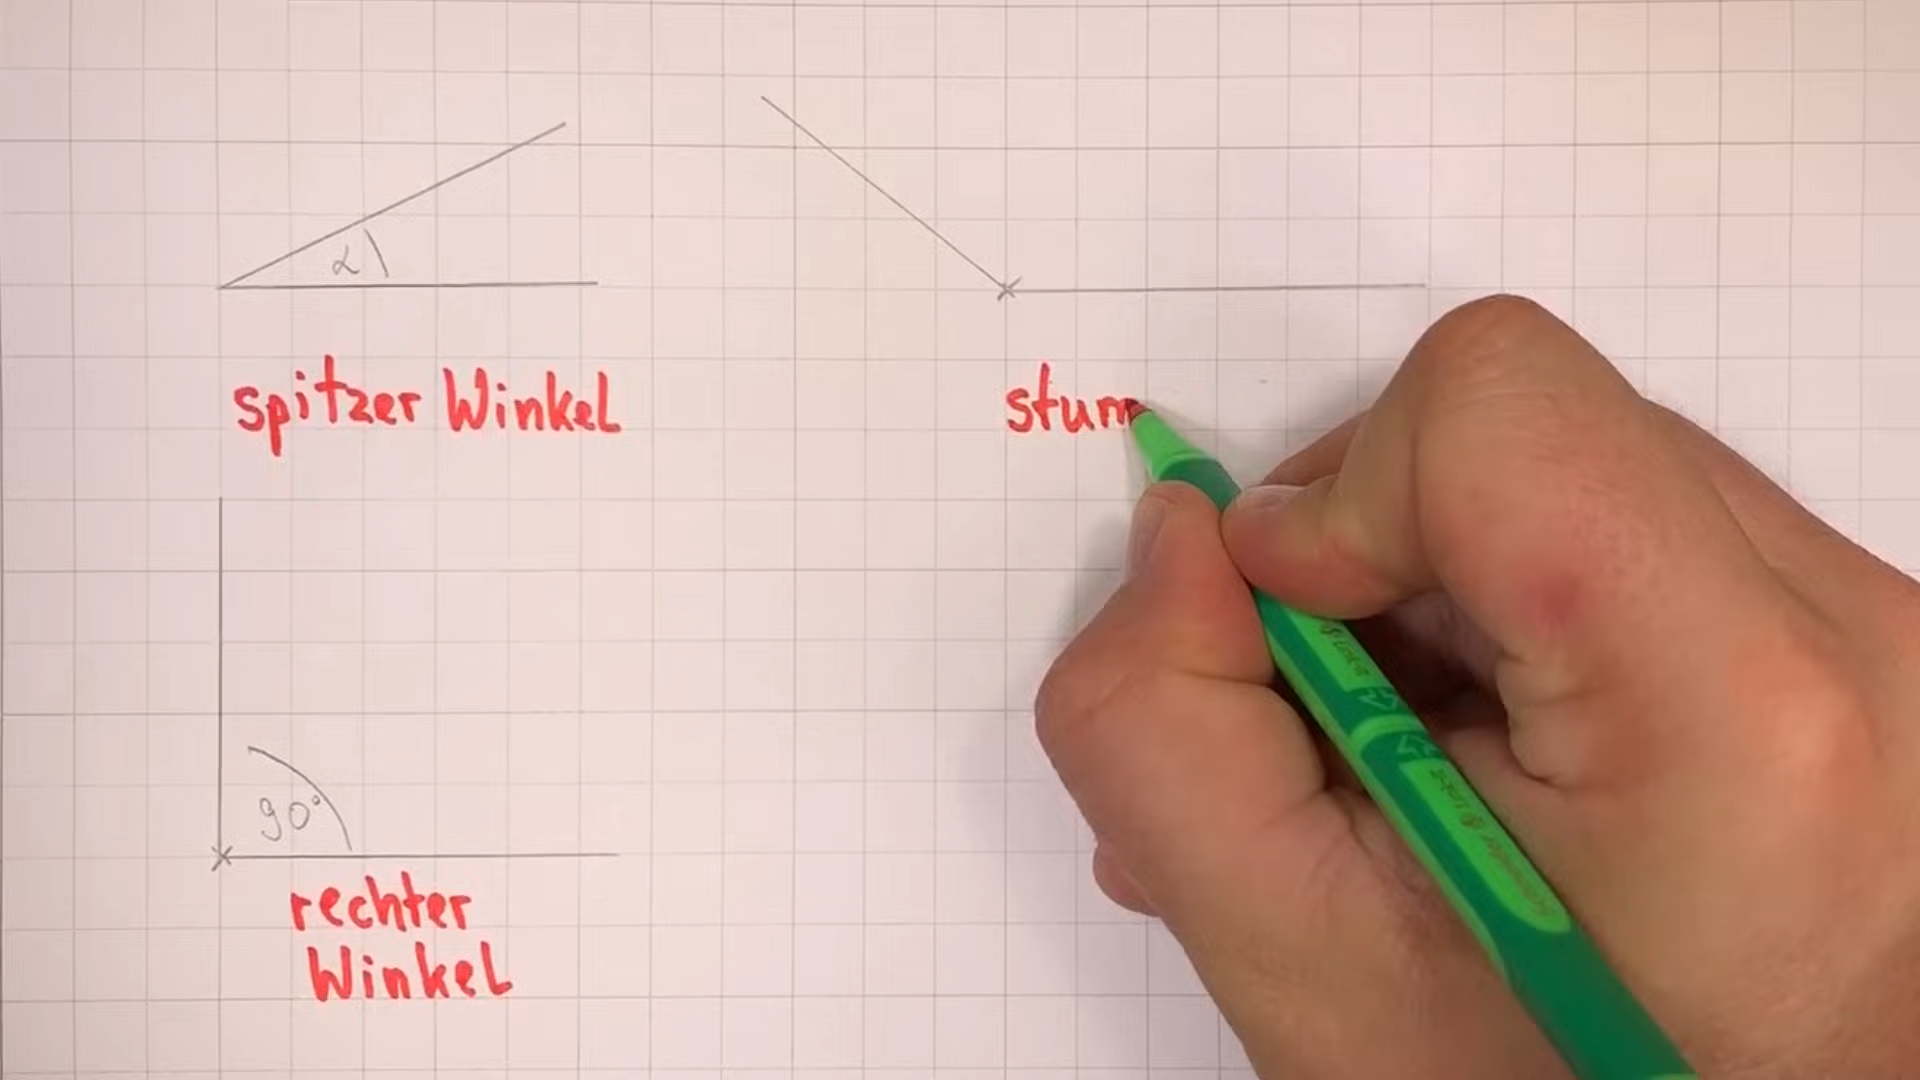 α
spitzer Winkel
stum
90°
rechter
Winkel